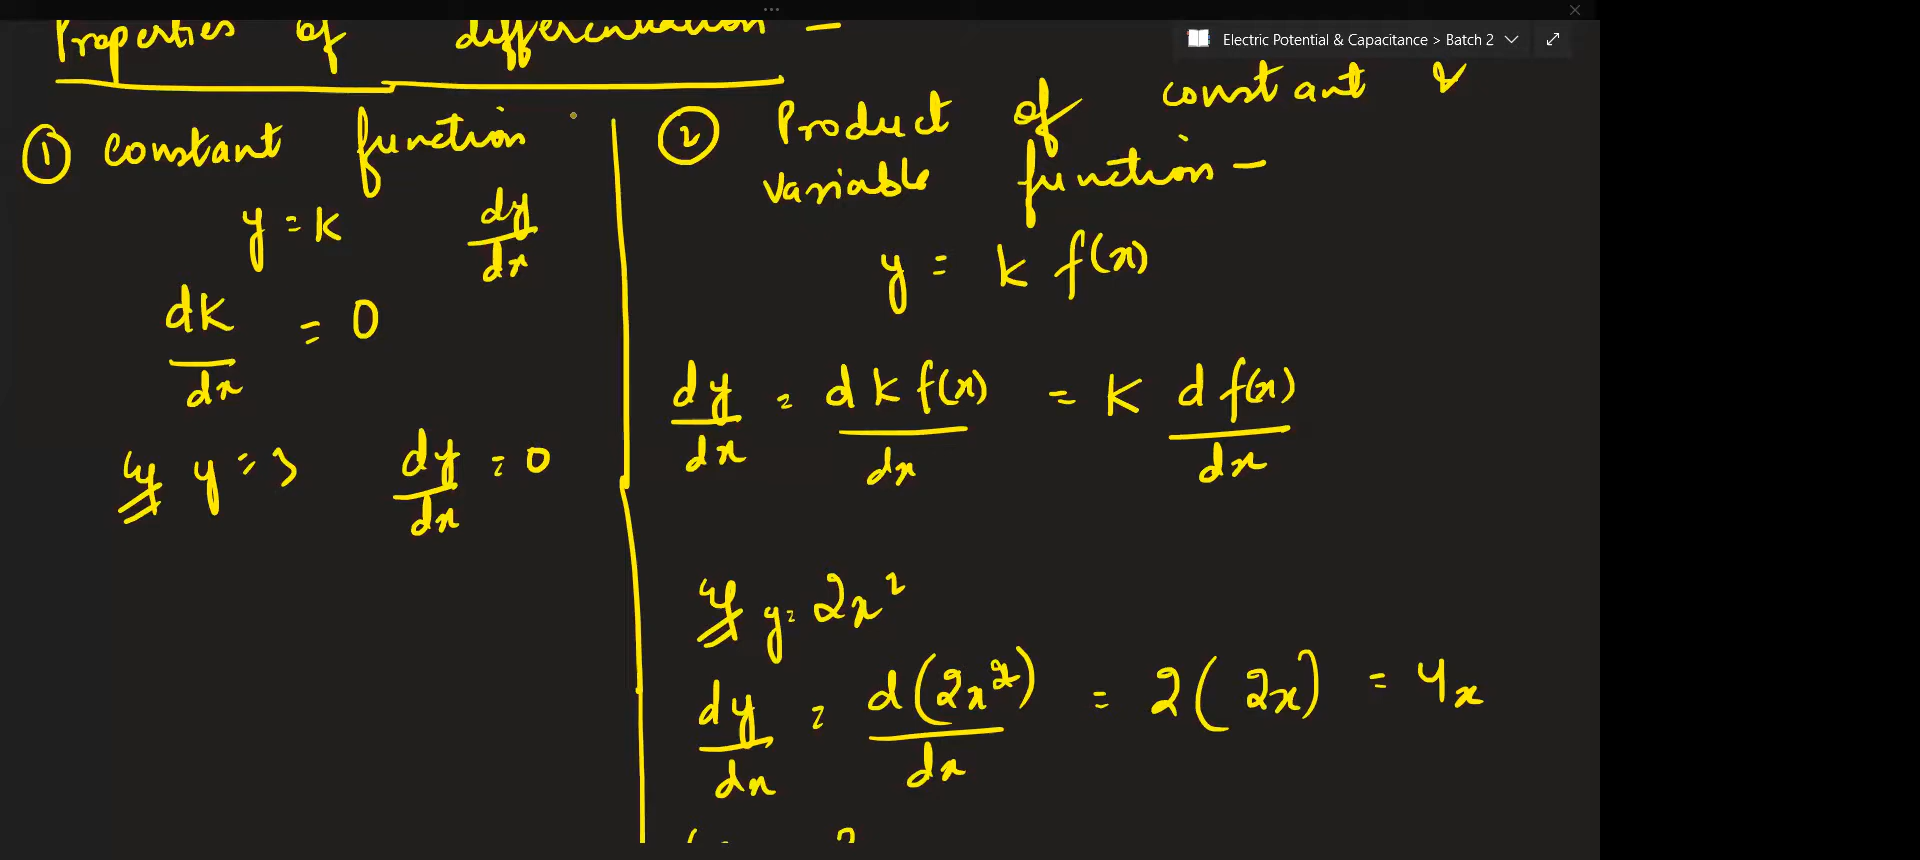 Properties of differentiation –
Electric Potential & Capacitance > Batch 2
① Constant function
y = k dy/dx
dk/dx = 0
eg y = 3 dy/dx = 0
② Product of constant &
variable function –
y = k f(x)
dy/dx = d k f(x)/dx = k d f(x)/dx
eg y = 2x²
dy/dx = d(2x²)/dx = 2(2x) = 4x